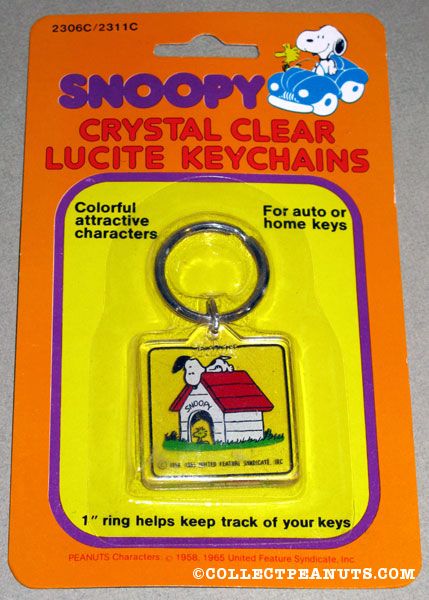 2306C/2311C
SNOOPY
CRYSTAL CLEAR
LUCITE KEYCHAINS
Colorful
attractive
characters
For auto or
home keys
SNOOPY
© 1958, 1965 UNITED FEATURE SYNDICATE, INC
1" ring helps keep track of your keys
PEANUTS Characters: © 1958, 1965 United Feature Syndicate, Inc.
©COLLECTPEANUTS.COM